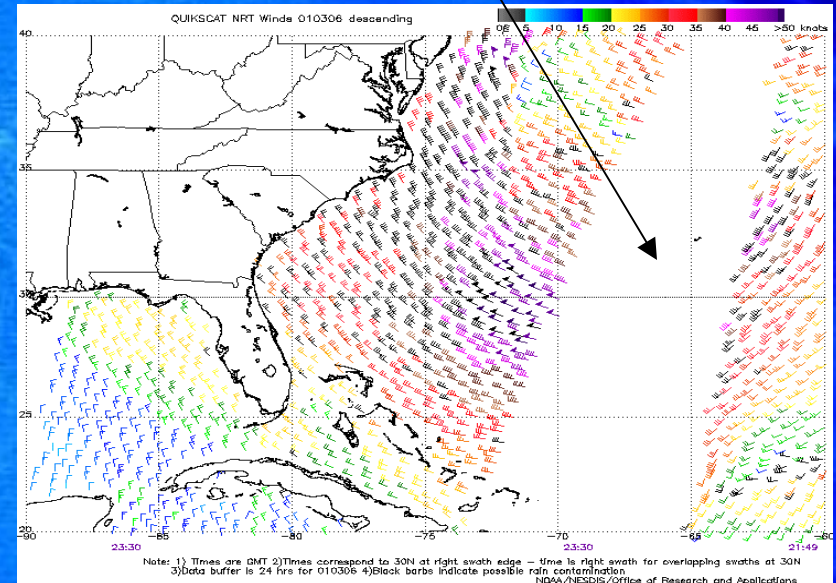 QUIKSCAT NRT Winds 010306 descending
0 5 10 15 20 25 30 35 40 45 >50 knots
40
35
30
25
20
-90 -85 -80 -75 -70 -65 -60
23:30 23:30 21:49
Note: 1) Times are GMT 2)Times correspond to 30N at right swath edge – time is right swath for overlapping swaths at 30N
3)Data buffer is 24 hrs for 010306 4)Black barbs indicate possible rain contamination
NOAA/NESDIS/Office of Research and Applications